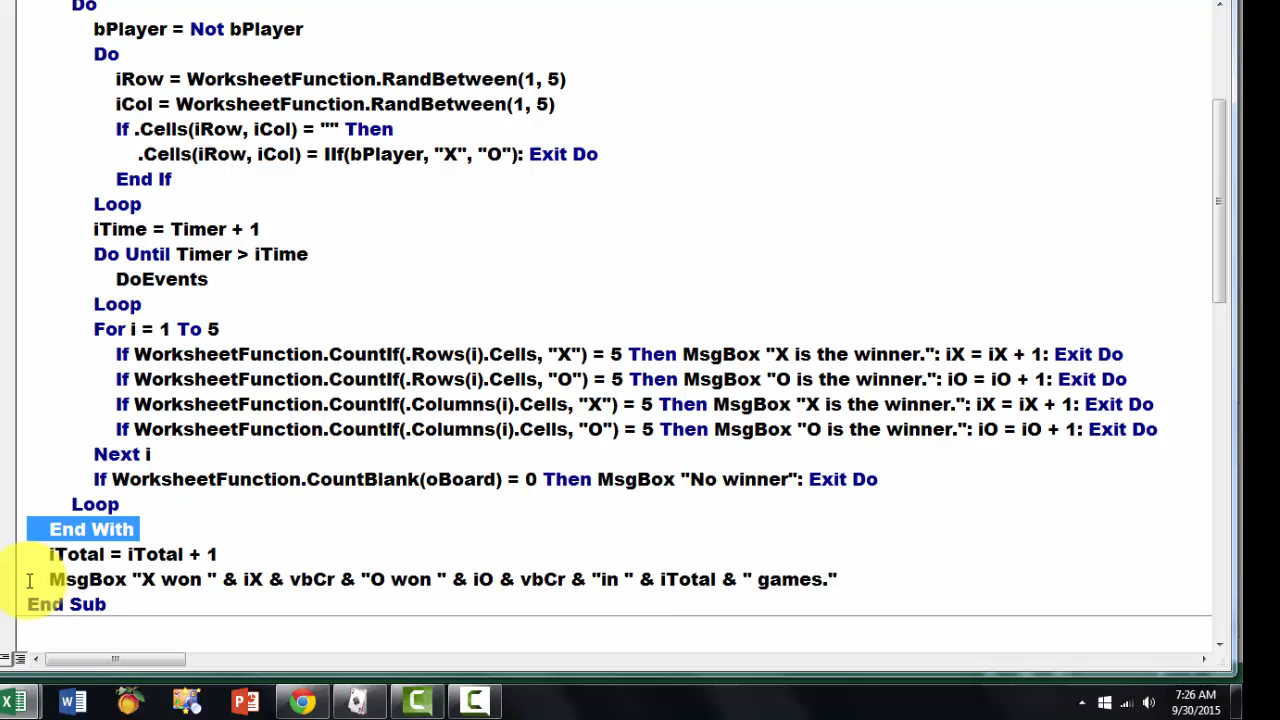 Do
bPlayer = Not bPlayer
Do
iRow = WorksheetFunction.RandBetween(1, 5)
iCol = WorksheetFunction.RandBetween(1, 5)
If .Cells(iRow, iCol) = "" Then
.Cells(iRow, iCol) = IIf(bPlayer, "X", "O"): Exit Do
End If
Loop
iTime = Timer + 1
Do Until Timer > iTime
DoEvents
Loop
For i = 1 To 5
If WorksheetFunction.CountIf(.Rows(i).Cells, "X") = 5 Then MsgBox "X is the winner.": iX = iX + 1: Exit Do
If WorksheetFunction.CountIf(.Rows(i).Cells, "O") = 5 Then MsgBox "O is the winner.": iO = iO + 1: Exit Do
If WorksheetFunction.CountIf(.Columns(i).Cells, "X") = 5 Then MsgBox "X is the winner.": iX = iX + 1: Exit Do
If WorksheetFunction.CountIf(.Columns(i).Cells, "O") = 5 Then MsgBox "O is the winner.": iO = iO + 1: Exit Do
Next i
If WorksheetFunction.CountBlank(oBoard) = 0 Then MsgBox "No winner": Exit Do
Loop
End With
iTotal = iTotal + 1
MsgBox "X won " & iX & vbCr & "O won " & iO & vbCr & "in " & iTotal & " games."
End Sub
7:26 AM
9/30/2015